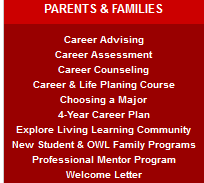 PARENTS & FAMILIES
Career Advising
Career Assessment
Career Counseling
Career & Life Planing Course
Choosing a Major
4-Year Career Plan
Explore Living Learning Community
New Student & OWL Family Programs
Professional Mentor Program
Welcome Letter